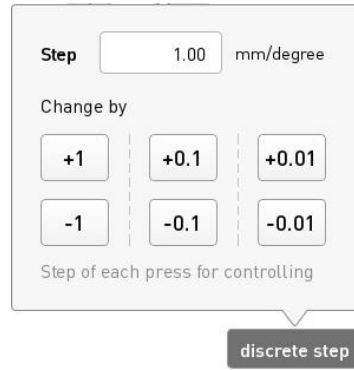 Step 1.00 mm/degree
Change by
+1 +0.1 +0.01
-1 -0.1 -0.01
Step of each press for controlling
discrete step